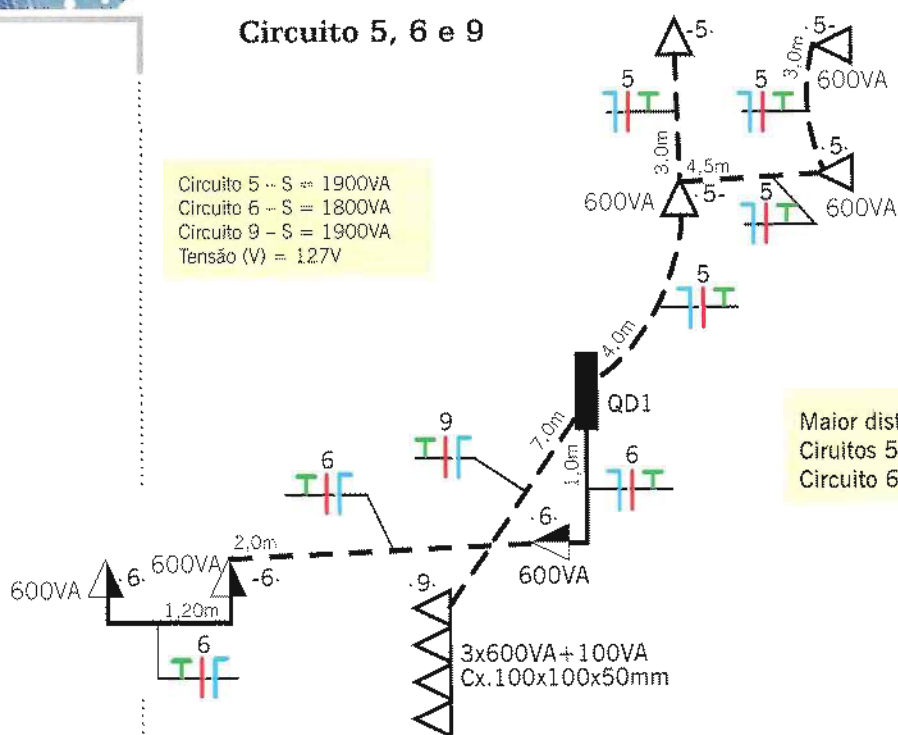 Circuito 5, 6 e 9
Circuito 5 -- S = 1900VA
Circuito 6 -- S = 1800VA
Circuito 9 -- S = 1900VA
Tensão (V) = 127V
·5·
·5-
5
5
3,0m
600VA
3,0m
4,5m
·5-
·5·
600VA
5
600VA
5
4,0m
QD1
Maior dist
Ciruitos 5
Circuito 6
9
7,0m
1,0m
6
6
·6·
2,0m
600VA
600VA
·6·
600VA
-6·
1,20m
6
·9·
3x600VA+100VA
Cx.100x100x50mm